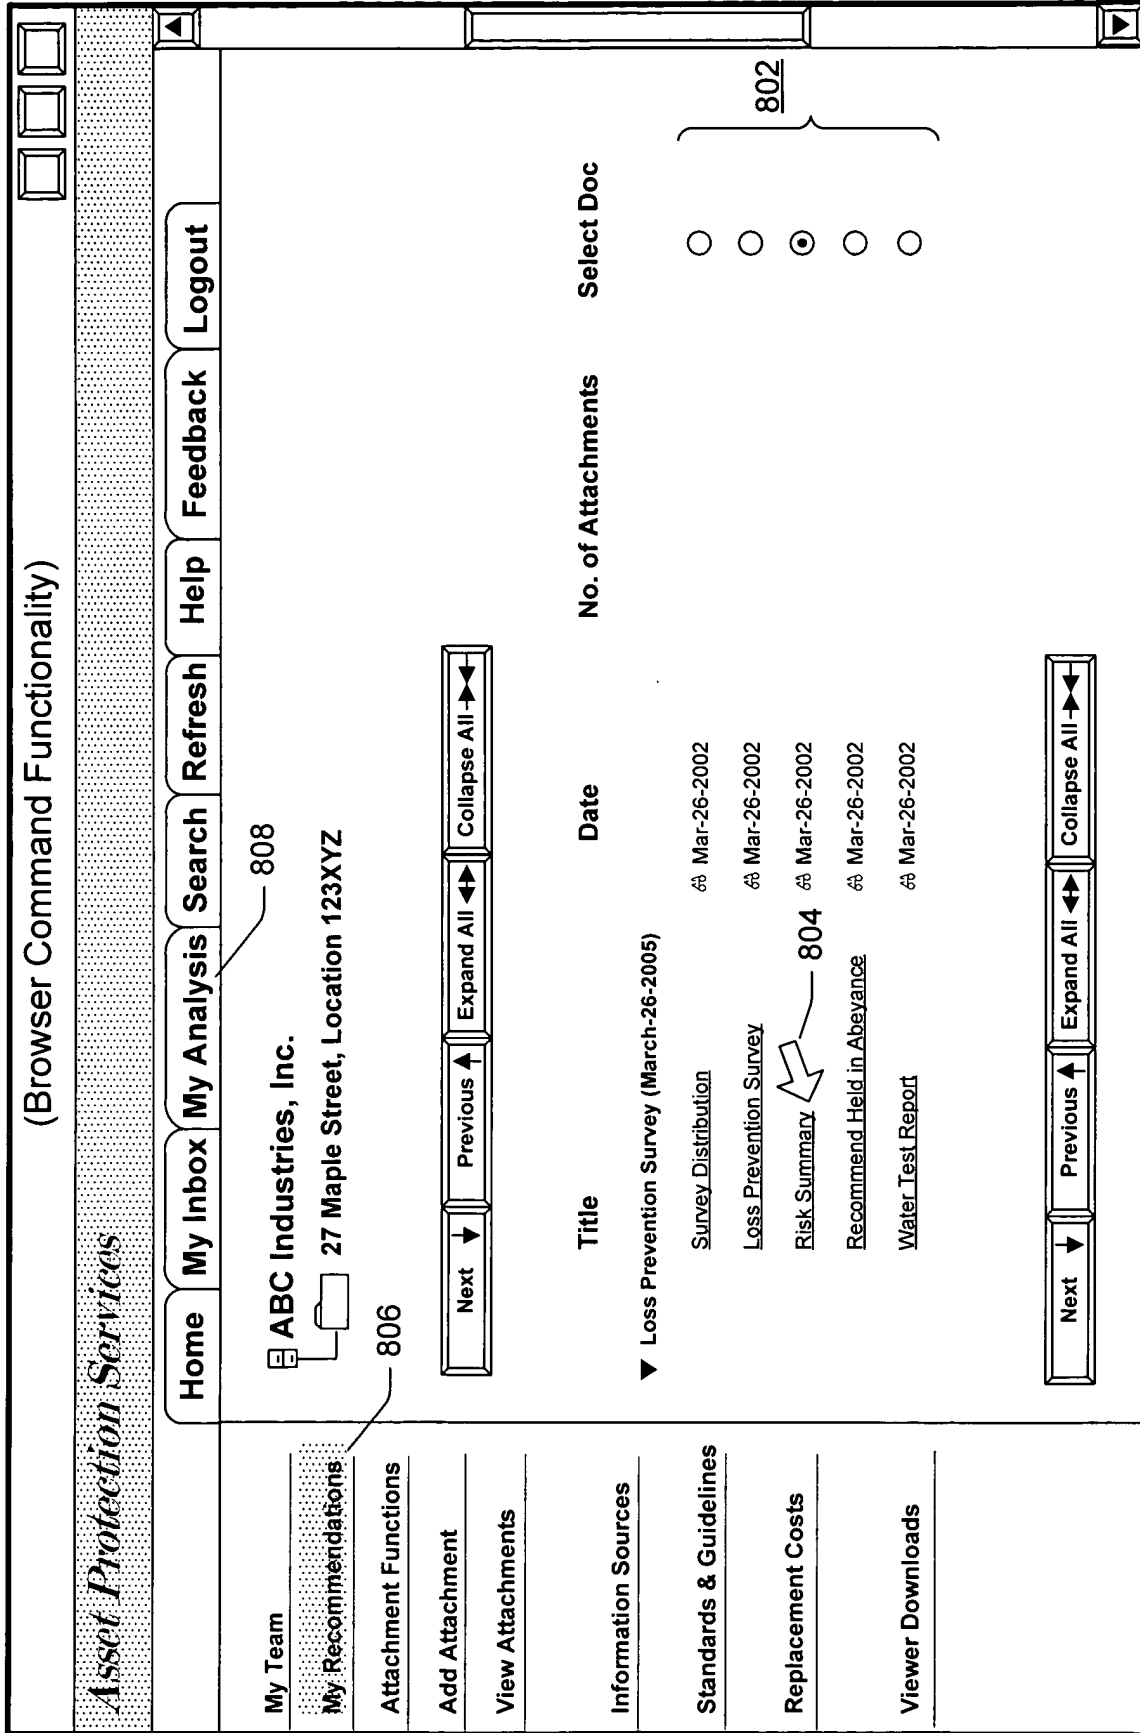 (Browser Command Functionality)
Asset Protection Services
Home My Inbox My Analysis Search Refresh Help Feedback Logout
808
My Team
My Recommendations
Attachment Functions
Add Attachment
View Attachments
Information Sources
Standards & Guidelines
Replacement Costs
Viewer Downloads
ABC Industries, Inc.
27 Maple Street, Location 123XYZ
806
Next Previous Expand All Collapse All
Title Date No. of Attachments Select Doc
Loss Prevention Survey (March-26-2005)
802
Survey Distribution Mar-26-2002
Loss Prevention Survey Mar-26-2002
Risk Summary Mar-26-2002
804
Recommend Held in Abeyance Mar-26-2002
Water Test Report Mar-26-2002
Next Previous Expand All Collapse All